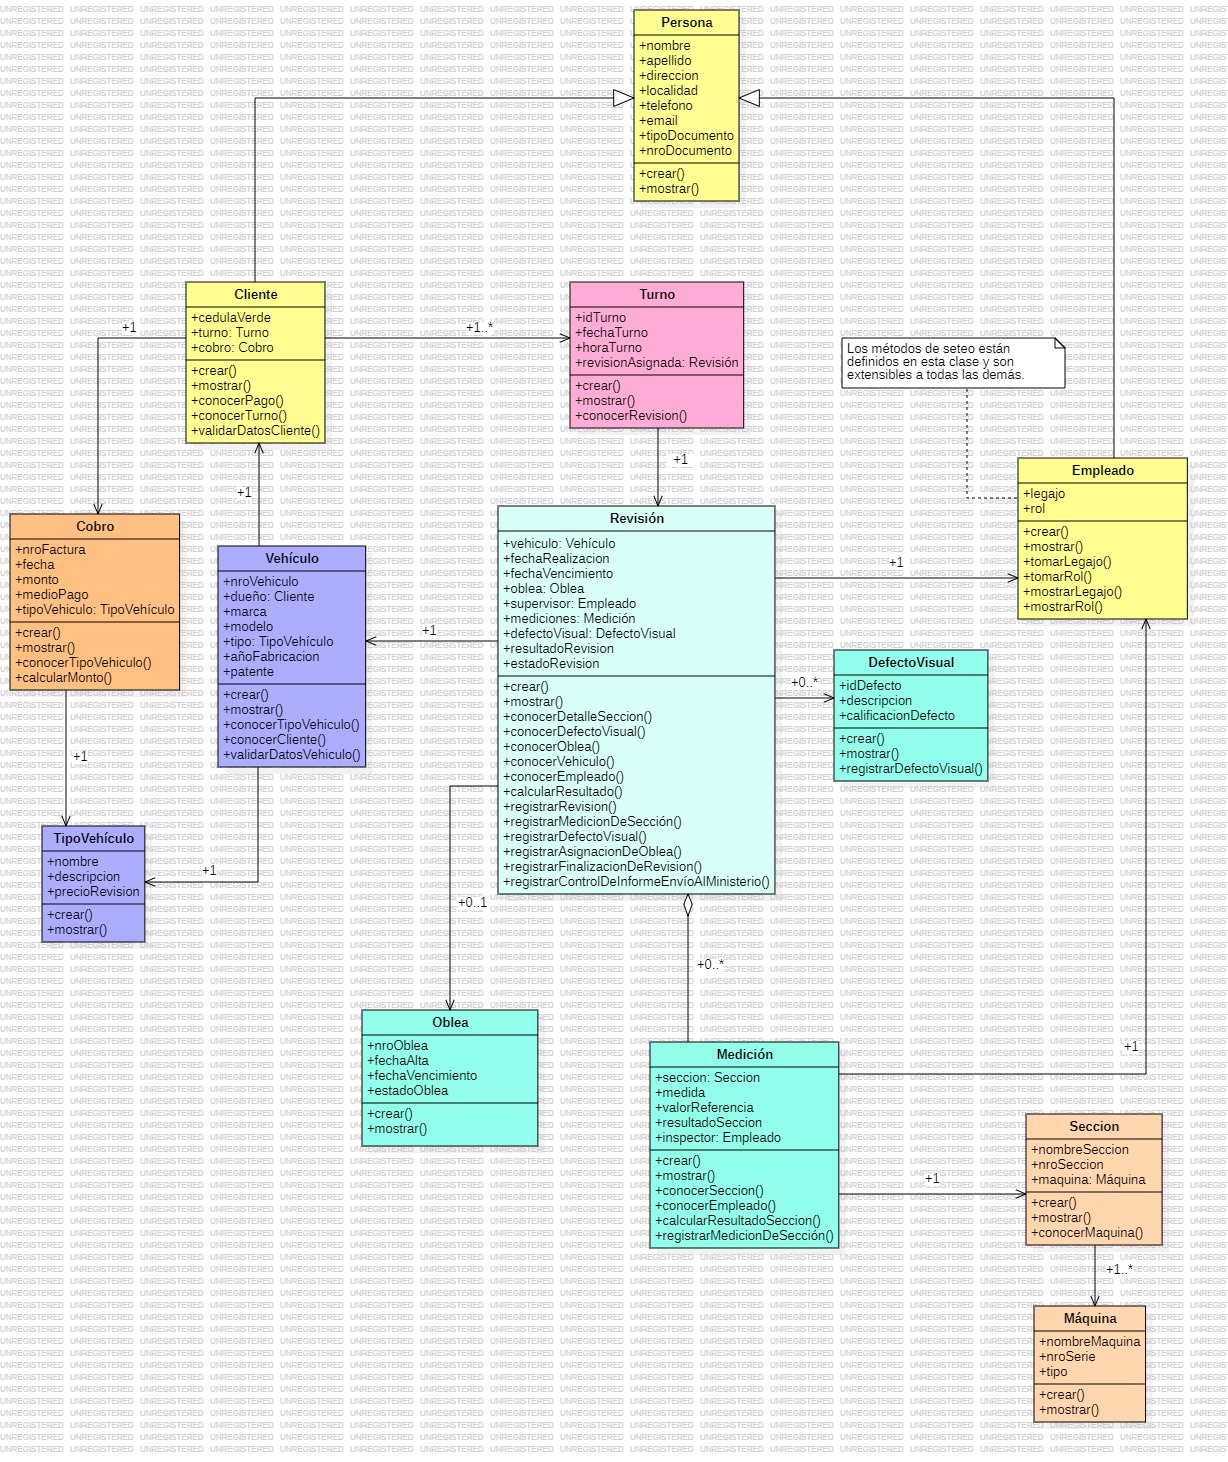 Persona
+nombre
+apellido
+direccion
+localidad
+telefono
+email
+tipoDocumento
+nroDocumento
+crear()
+mostrar()
Cliente
+cedulaVerde
+turno: Turno
+cobro: Cobro
+crear()
+mostrar()
+conocerPago()
+conocerTurno()
+validarDatosCliente()
+1
+1..*
Turno
+idTurno
+fechaTurno
+horaTurno
+revisionAsignada: Revisión
+crear()
+mostrar()
+conocerRevision()
Los métodos de seteo están
definidos en esta clase y son
extensibles a todas las demás.
+1
+1
Empleado
+legajo
+rol
+crear()
+mostrar()
+tomarLegajo()
+tomarRol()
+mostrarLegajo()
+mostrarRol()
Cobro
+nroFactura
+fecha
+monto
+medioPago
+tipoVehiculo: TipoVehículo
+crear()
+mostrar()
+conocerTipoVehiculo()
+calcularMonto()
Vehículo
+nroVehiculo
+dueño: Cliente
+marca
+modelo
+tipo: TipoVehículo
+añoFabricacion
+patente
+crear()
+mostrar()
+conocerTipoVehiculo()
+conocerCliente()
+validarDatosVehiculo()
+1
Revisión
+vehiculo: Vehículo
+fechaRealizacion
+fechaVencimiento
+oblea: Oblea
+supervisor: Empleado
+mediciones: Medición
+defectoVisual: DefectoVisual
+resultadoRevision
+estadoRevision
+crear()
+mostrar()
+conocerDetalleSeccion()
+conocerDefectoVisual()
+conocerOblea()
+conocerVehiculo()
+conocerEmpleado()
+calcularResultado()
+registrarRevision()
+registrarMedicionDeSección()
+registrarDefectoVisual()
+registrarAsignacionDeOblea()
+registrarFinalizacionDeRevision()
+registrarControlDeInformeEnvíoAlMinisterio()
+1
+0..*
DefectoVisual
+idDefecto
+descripcion
+calificacionDefecto
+crear()
+mostrar()
+registrarDefectoVisual()
+1
TipoVehículo
+nombre
+descripcion
+precioRevision
+crear()
+mostrar()
+1
+0..1
+0..*
Oblea
+nroOblea
+fechaAlta
+fechaVencimiento
+estadoOblea
+crear()
+mostrar()
Medición
+seccion: Seccion
+medida
+valorReferencia
+resultadoSeccion
+inspector: Empleado
+crear()
+mostrar()
+conocerSeccion()
+conocerEmpleado()
+calcularResultadoSeccion()
+registrarMedicionDeSección()
+1
+1
Seccion
+nombreSeccion
+nroSeccion
+maquina: Máquina
+crear()
+mostrar()
+conocerMaquina()
+1..*
Máquina
+nombreMaquina
+nroSerie
+tipo
+crear()
+mostrar()